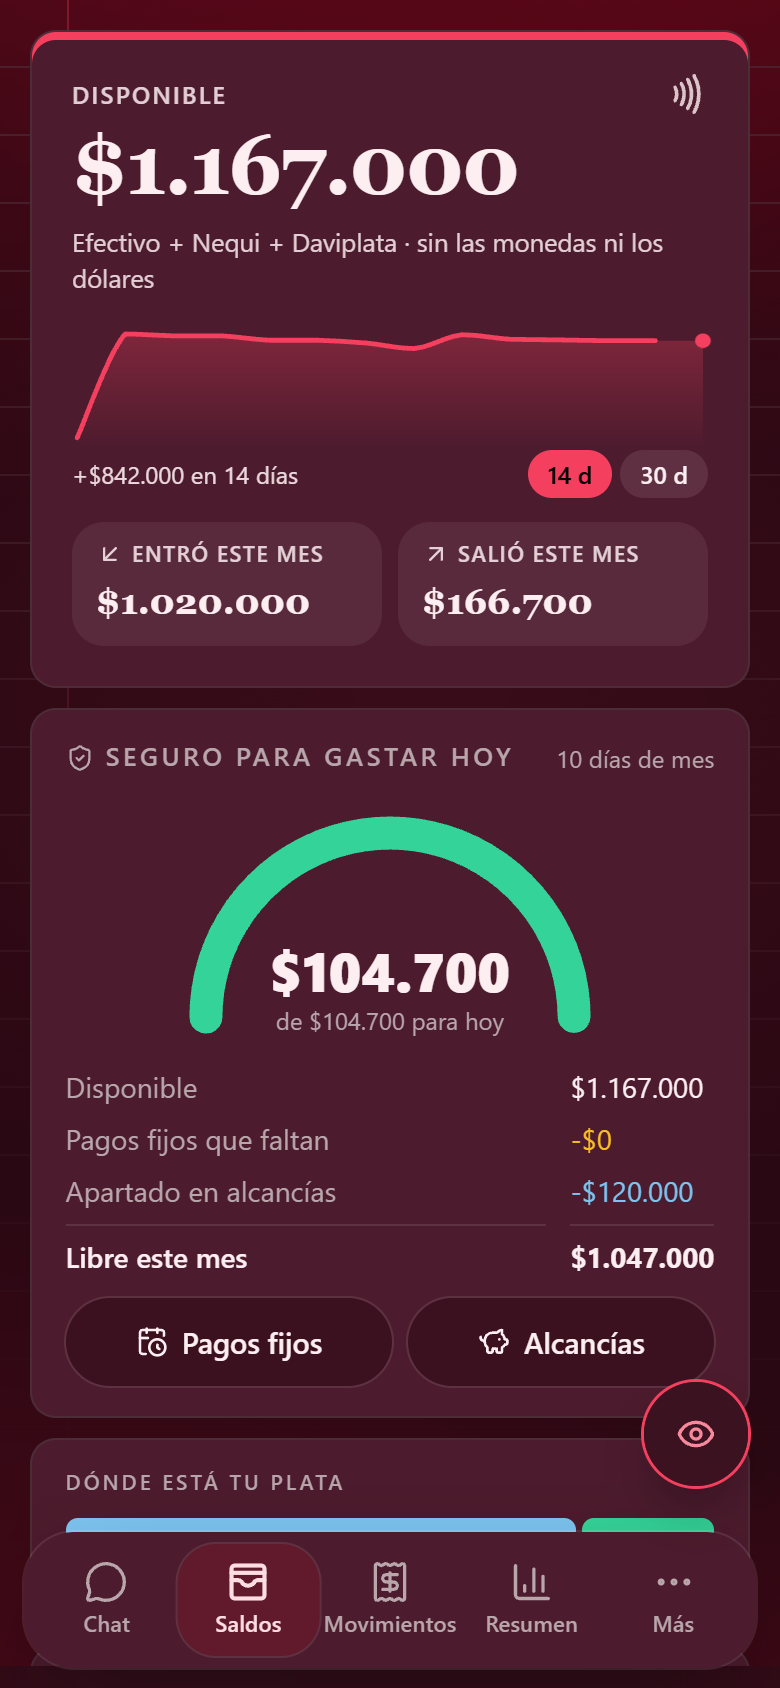 DISPONIBLE
$1.167.000
Efectivo + Nequi + Daviplata · sin las monedas ni los
dólares
+$842.000 en 14 días
14 d
30 d
ENTRÓ ESTE MES
$1.020.000
SALIÓ ESTE MES
$166.700
SEGURO PARA GASTAR HOY
10 días de mes
$104.700
de $104.700 para hoy
Disponible $1.167.000
Pagos fijos que faltan -$0
Apartado en alcancías -$120.000
Libre este mes $1.047.000
Pagos fijos
Alcancías
DÓNDE ESTÁ TU PLATA
Chat
Saldos
Movimientos
Resumen
Más